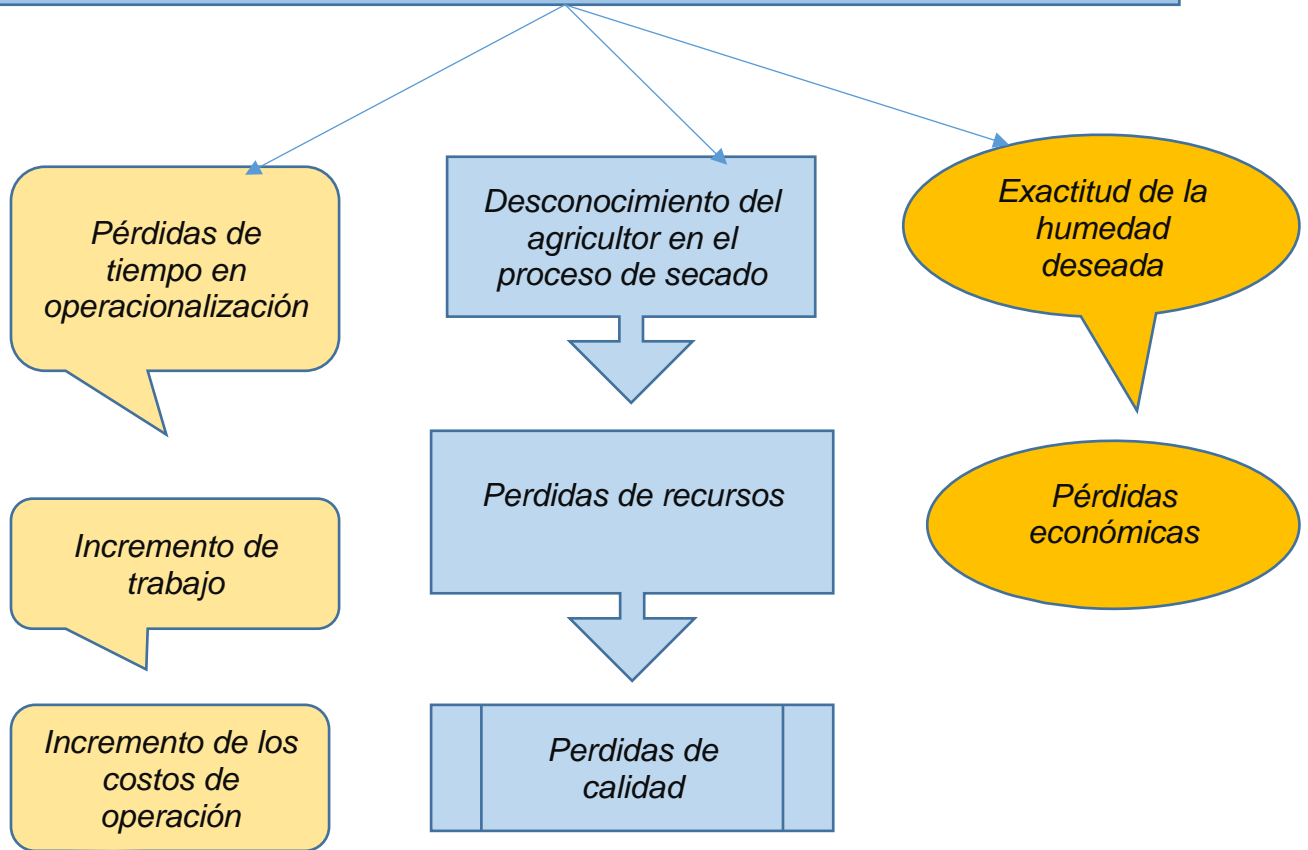 Pérdidas de
tiempo en
operacionalización
Desconocimiento del
agricultor en el
proceso de secado
Exactitud de la
humedad
deseada
Incremento de
trabajo
Perdidas de recursos
Pérdidas
económicas
Incremento de los
costos de
operación
Perdidas de
calidad